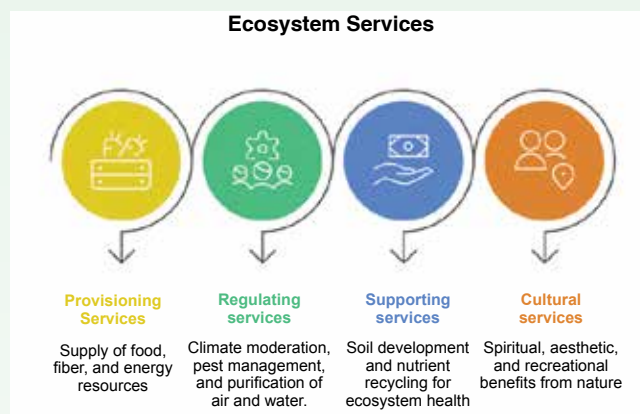 Ecosystem Services
Provisioning
Services
Supply of food,
fiber, and energy
resources
Regulating
services
Climate moderation,
pest management,
and purification of
air and water.
Supporting
services
Soil development
and nutrient
recycling for
ecosystem health
Cultural
services
Spiritual, aesthetic,
and recreational
benefits from nature